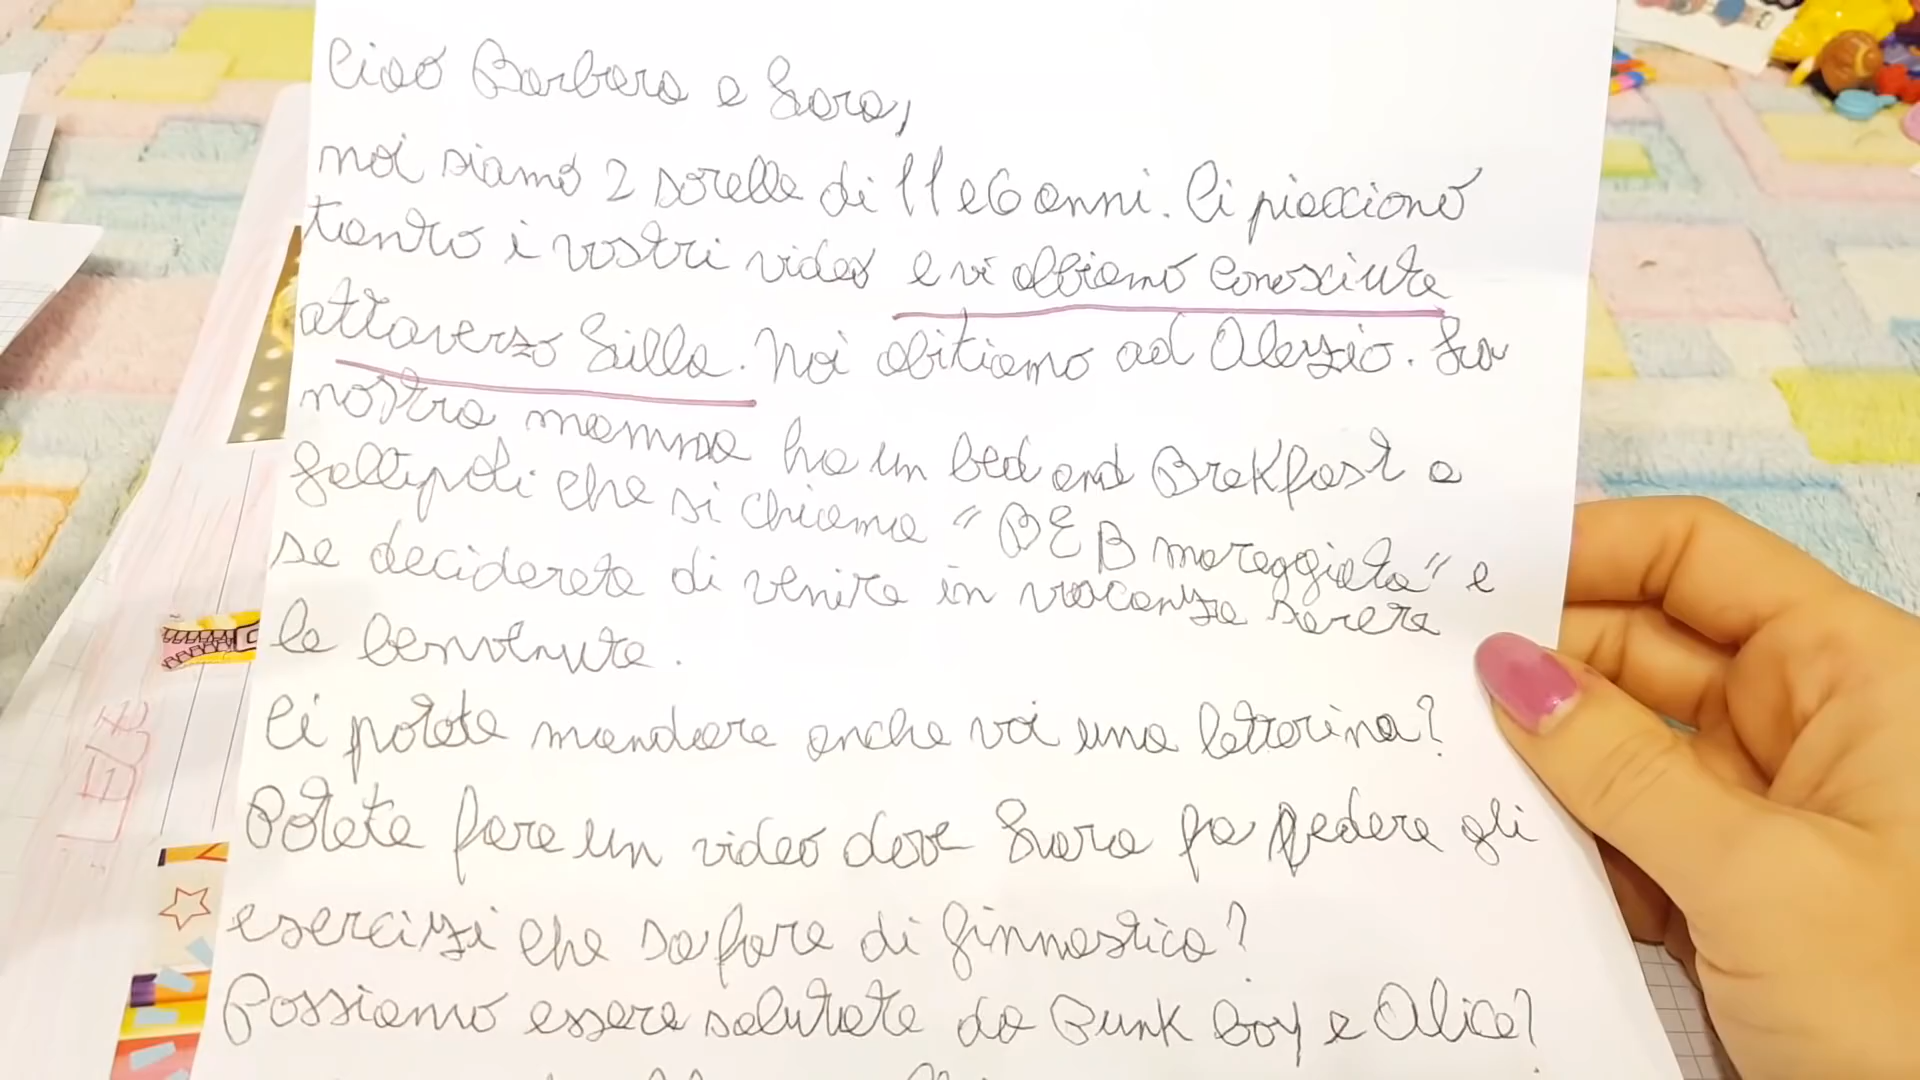 Ciao Barbara e Sara,
noi siamo 2 sorelle di 11 e 6 anni. Ci piacciono
tanto i vostri video e vi abbiamo conosciute
attaverso Lilla. Noi abitiamo ad Alezio. La
nostra mamma ha un bed and Brekfast a
Gallipoli che si chiama "B E B mareggiata" e
se deciderete di venire in vacanza sarete
le benvenute.
Ci potete mandare anche voi una letterina?
Potete fare un video dove Sara fa vedere gli
esercizi che sa fare di ginnastica?
Possiamo essere salutate da Punk Boy e Alice?